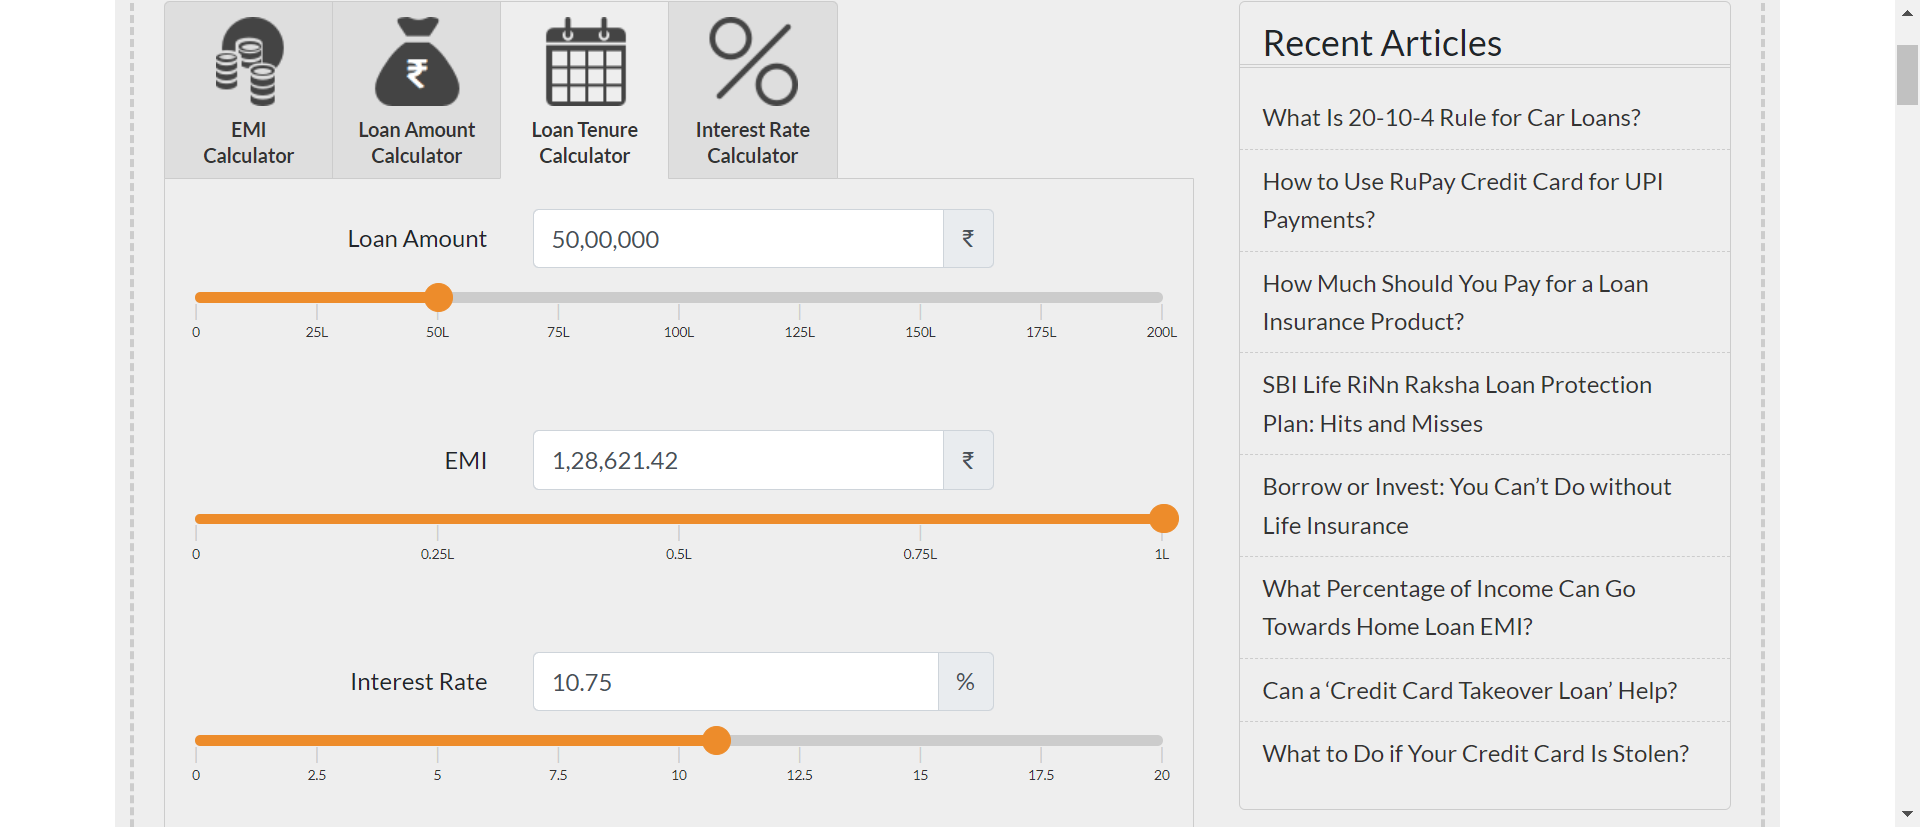 EMI
Calculator
Loan Amount
Calculator
Loan Tenure
Calculator
Interest Rate
Calculator
Loan Amount
50,00,000
₹
0 25L 50L 75L 100L 125L 150L 175L 200L
EMI
1,28,621.42
₹
0 0.25L 0.5L 0.75L 1L
Interest Rate
10.75
%
0 2.5 5 7.5 10 12.5 15 17.5 20
Recent Articles
What Is 20-10-4 Rule for Car Loans?
How to Use RuPay Credit Card for UPI
Payments?
How Much Should You Pay for a Loan
Insurance Product?
SBI Life RiNn Raksha Loan Protection
Plan: Hits and Misses
Borrow or Invest: You Can’t Do without
Life Insurance
What Percentage of Income Can Go
Towards Home Loan EMI?
Can a ‘Credit Card Takeover Loan’ Help?
What to Do if Your Credit Card Is Stolen?